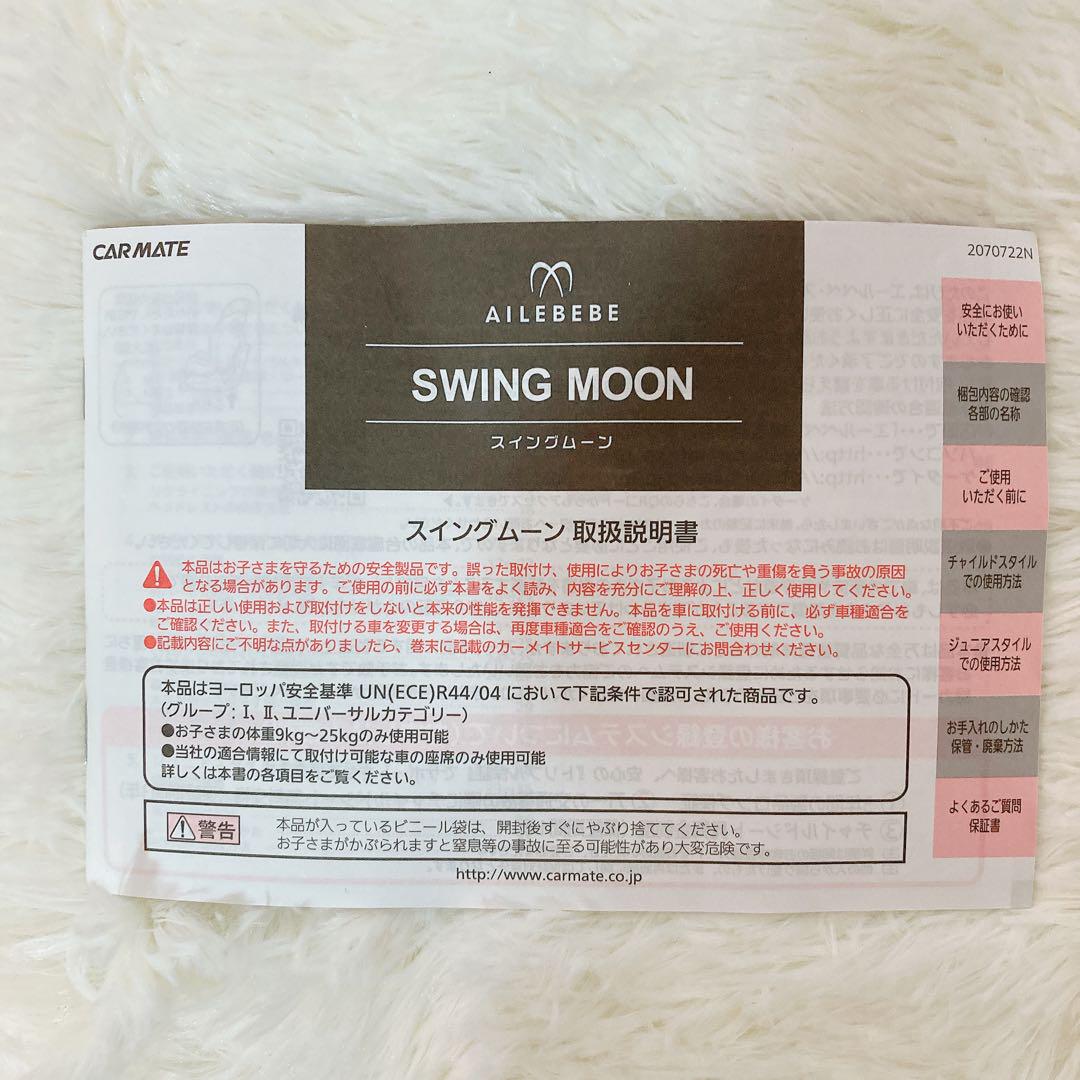 CARMATE
2070722N
AILEBEBE
SWING MOON
スイングムーン
スイングムーン 取扱説明書
本品はお子さまを守るための安全製品です。誤った取付け、使用によりお子さまの死亡や重傷を負う事故の原因
となる場合があります。ご使用の前に必ず本書をよく読み、内容を充分にご理解の上、正しく使用してください。
●本品は正しい使用および取付けをしないと本来の性能を発揮できません。本品を車に取付ける前に、必ず車種適合を
ご確認ください。また、取付ける車を変更する場合は、再度車種適合をご確認のうえ、ご使用ください。
●記載内容にご不明な点がありましたら、巻末に記載のカーメイトサービスセンターにお問合わせください。
本品はヨーロッパ安全基準 UN(ECE)R44/04 において下記条件で認可された商品です。
(グループ: Ⅰ、Ⅱ、ユニバーサルカテゴリー)
●お子さまの体重9kg~25kgのみ使用可能
●当社の適合情報にて取付け可能な車の座席のみ使用可能
詳しくは本書の各項目をご覧ください。
警告
本品が入っているビニール袋は、開封後すぐにやぶり捨ててください。
お子さまがかぶられますと窒息等の事故に至る可能性があり大変危険です。
http://www.carmate.co.jp
安全にお使い
いただくために
梱包内容の確認
各部の名称
ご使用
いただく前に
チャイルドスタイル
での使用方法
ジュニアスタイル
での使用方法
お手入れのしかた
保管・廃棄方法
よくあるご質問
保証書